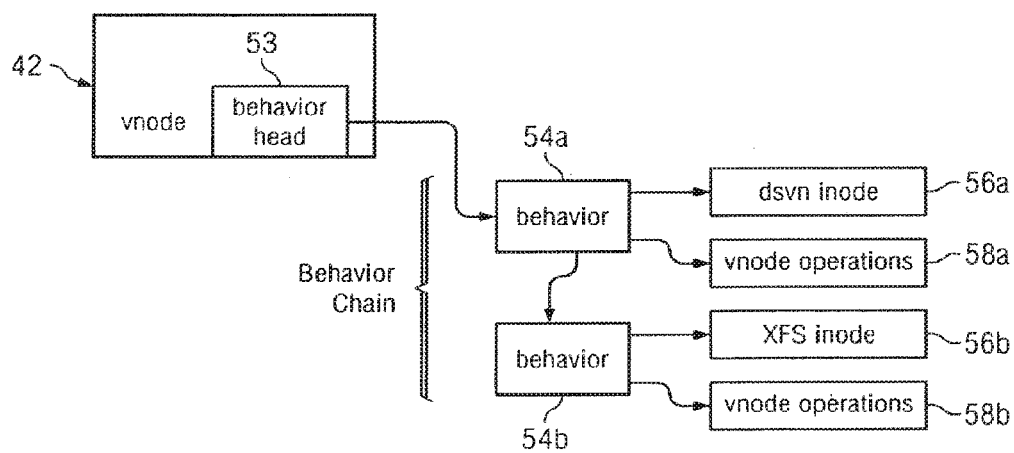 53
42
vnode
behavior
head
54a
behavior
dsvn inode
56a
vnode operations
58a
Behavior
Chain
behavior
XFS inode
56b
vnode operations
58b
54b